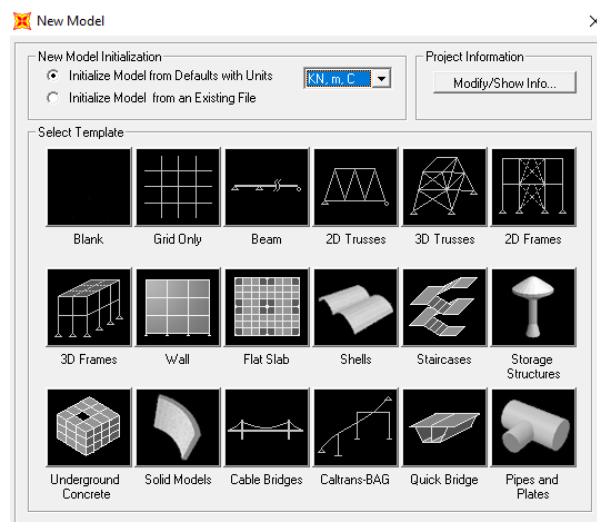 New Model
New Model Initialization
Initialize Model from Defaults with Units
KN, m, C
Initialize Model from an Existing File
Project Information
Modify/Show Info...
Select Template
Blank
Grid Only
Beam
2D Trusses
3D Trusses
2D Frames
3D Frames
Wall
Flat Slab
Shells
Staircases
Storage
Structures
Underground
Concrete
Solid Models
Cable Bridges
Caltrans-BAG
Quick Bridge
Pipes and
Plates